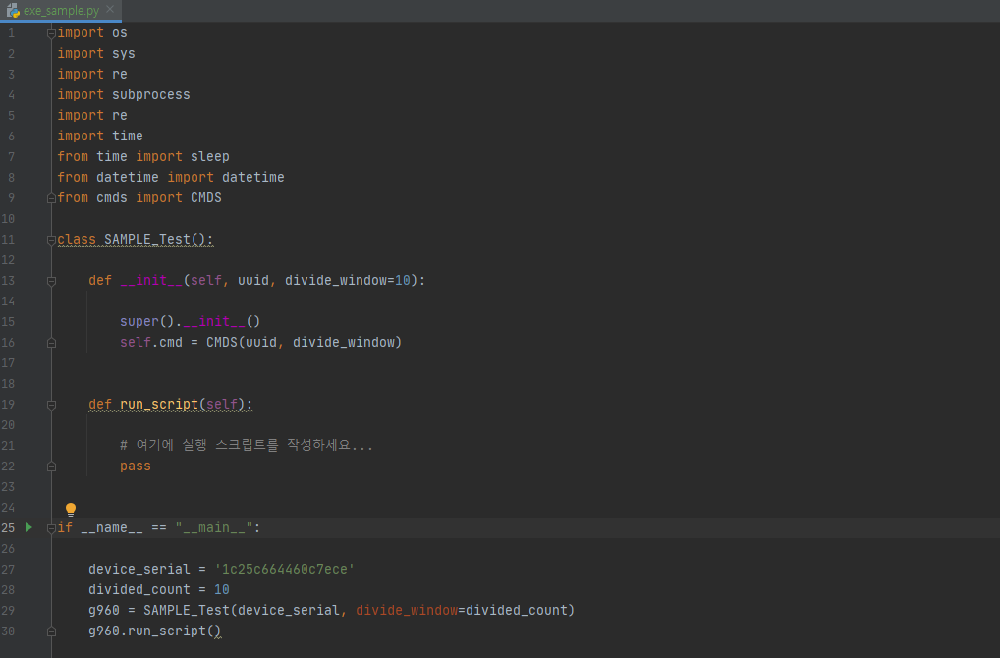 exe_sample.py
1 import os
2 import sys
3 import re
4 import subprocess
5 import re
6 import time
7 from time import sleep
8 from datetime import datetime
9 from cmds import CMDS
10
11 class SAMPLE_Test():
12
13     def __init__(self, uuid, divide_window=10):
14
15         super().__init__()
16         self.cmd = CMDS(uuid, divide_window)
17
18
19     def run_script(self):
20
21         # 여기에 실행 스크립트를 작성하세요...
22         pass
23
24
25 if __name__ == "__main__":
26
27     device_serial = '1c25c664460c7ece'
28     divided_count = 10
29     g960 = SAMPLE_Test(device_serial, divide_window=divided_count)
30     g960.run_script()